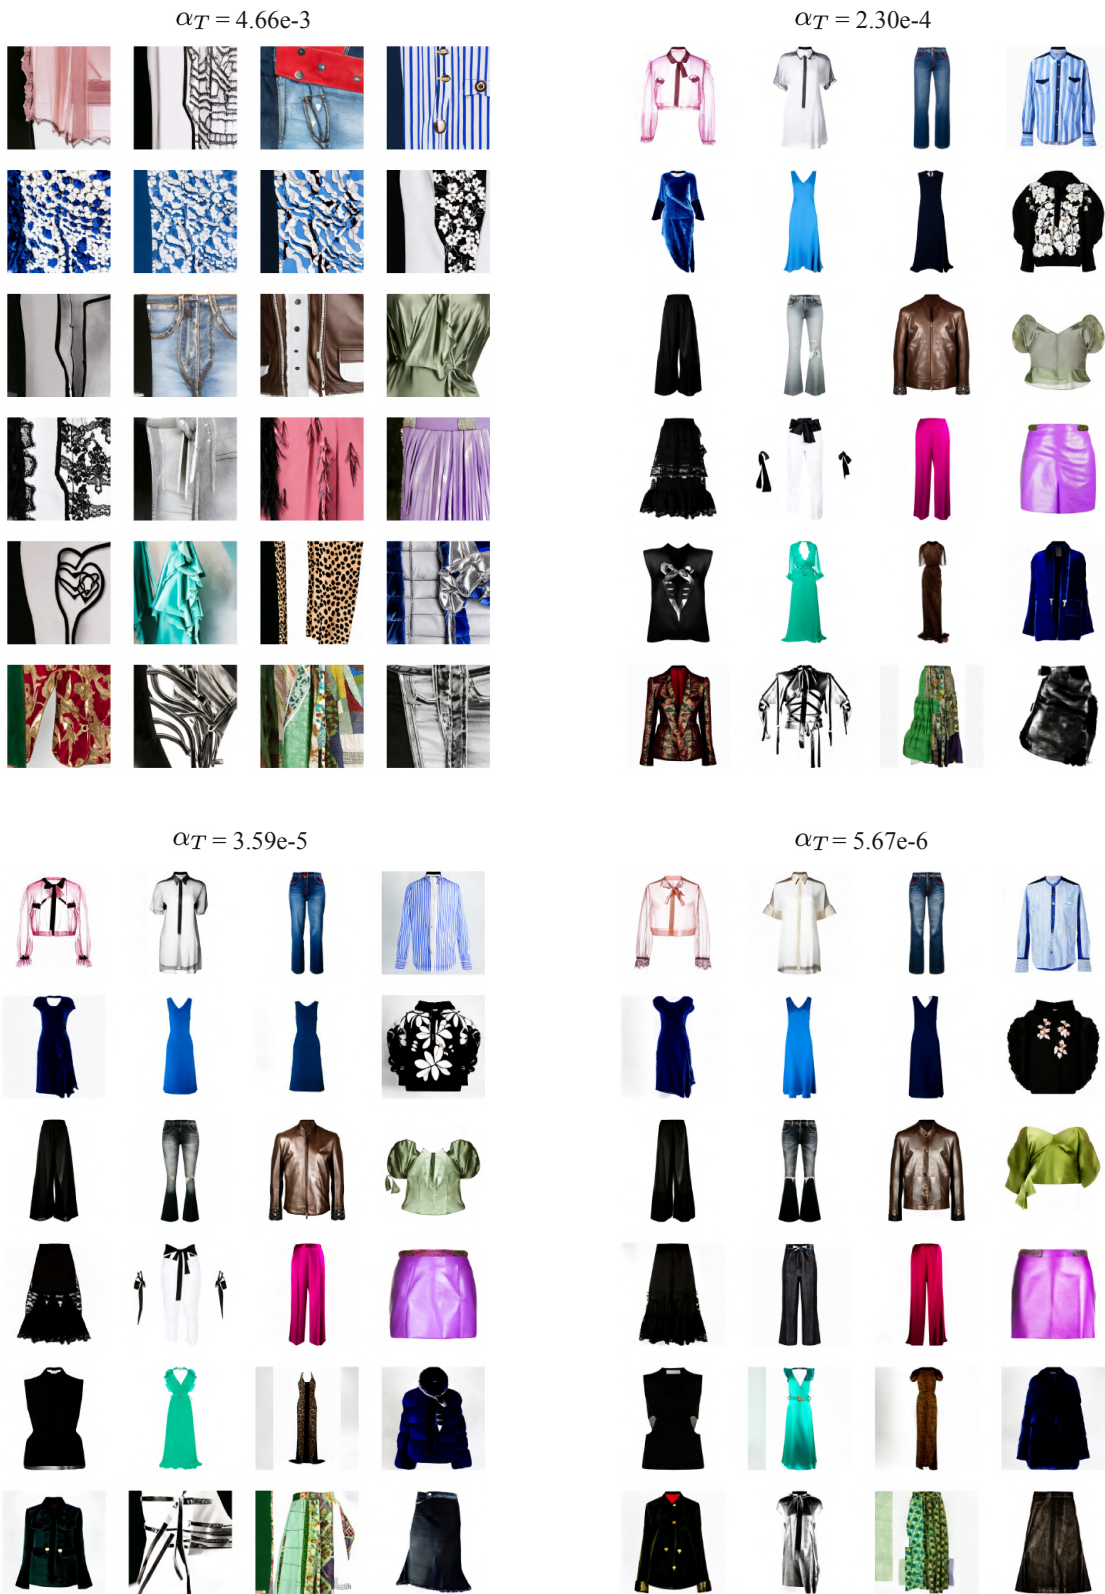 α_T = 4.66e-3
α_T = 2.30e-4
α_T = 3.59e-5
α_T = 5.67e-6